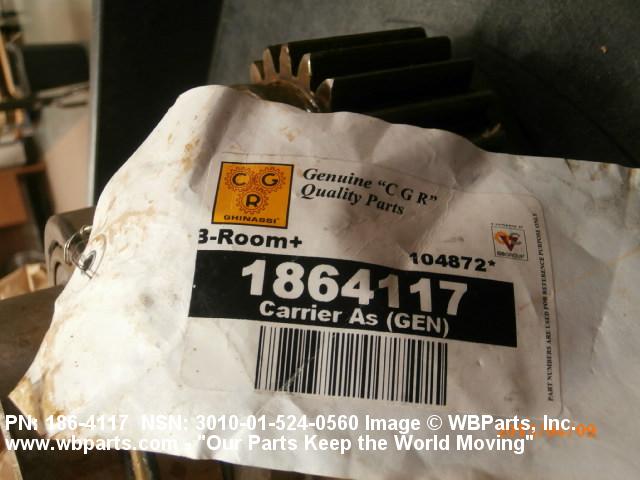 C G
R
GHINASSI
Genuine "C G R"
Quality Parts
3-Room+
104872*
1864117
Carrier As (GEN)
PART NUMBERS ARE USED FOR REFERENCE PURPOSE ONLY
PN: 186-4117 NSN: 3010-01-524-0560 Image © WBParts, Inc.
www.wbparts.com - "Our Parts Keep the World Moving"